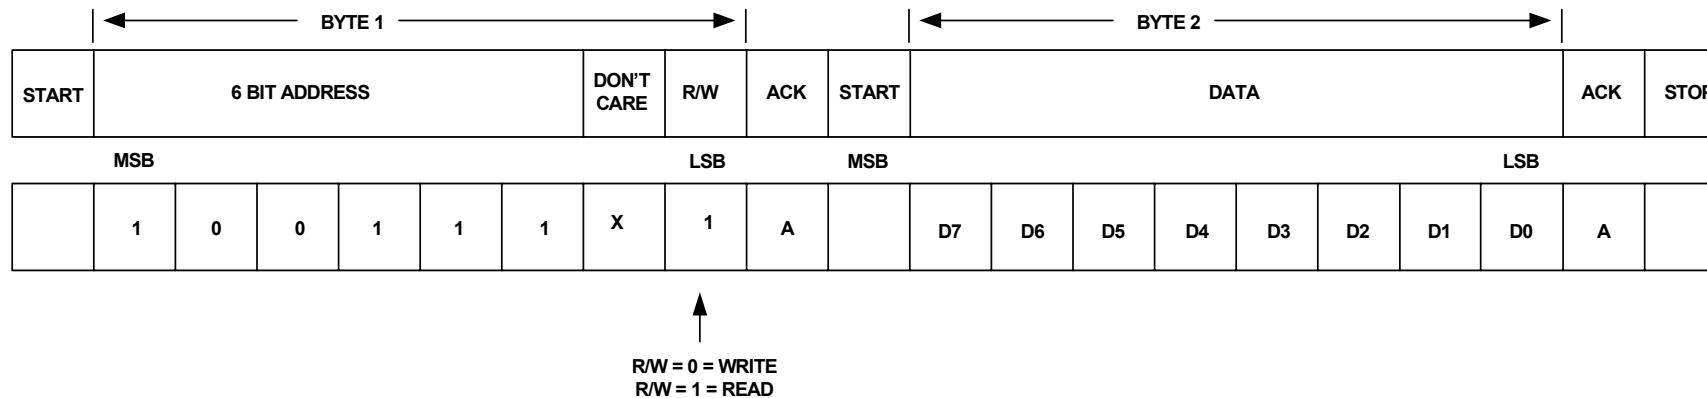 BYTE 1 BYTE 2
START 6 BIT ADDRESS DON'T CARE R/W ACK START DATA ACK STOP
MSB LSB MSB LSB
1 0 0 1 1 1 X 1 A D7 D6 D5 D4 D3 D2 D1 D0 A
R/W = 0 = WRITE
R/W = 1 = READ